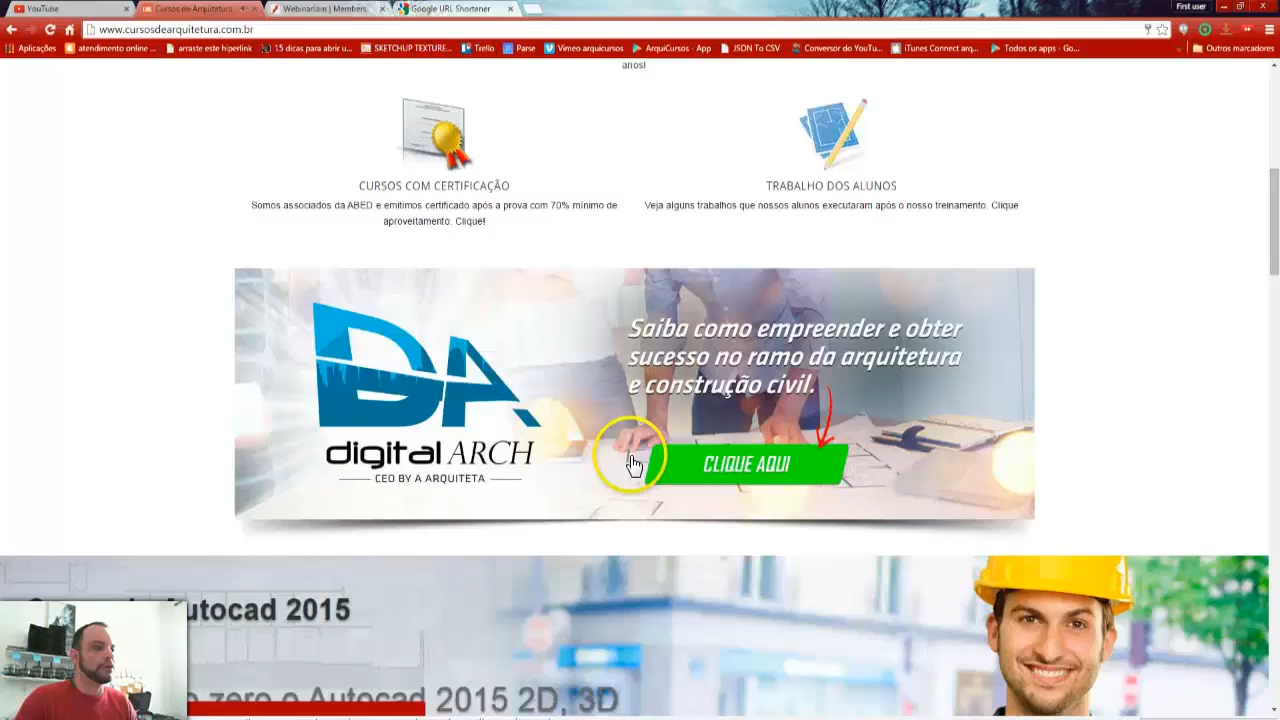 YouTube
Cursos de Arquitetura,
WebinarJam | Members
Google URL Shortener
First user
www.cursosdearquitetura.com.br
Aplicações
atendimento online ...
arraste este hiperlink
15 dicas para abrir u...
SKETCHUP TEXTURE...
Trello
Parse
Vimeo arquicursos
ArquiCursos - App
JSON To CSV
Conversor do YouTu...
iTunes Connect arq...
Todos os apps - Go...
Outros marcadores
anos!
CURSOS COM CERTIFICAÇÃO
Somos associados da ABED e emitimos certificado após a prova com 70% mínimo de
aproveitamento. Clique!
TRABALHO DOS ALUNOS
Veja alguns trabalhos que nossos alunos executaram após o nosso treinamento. Clique
DA
digital ARCH
CEO BY A ARQUITETA
Saiba como empreender e obter
sucesso no ramo da arquitetura
e construção civil.
CLIQUE AQUI
Autocad 2015
zero o Autocad 2015 2D, 3D